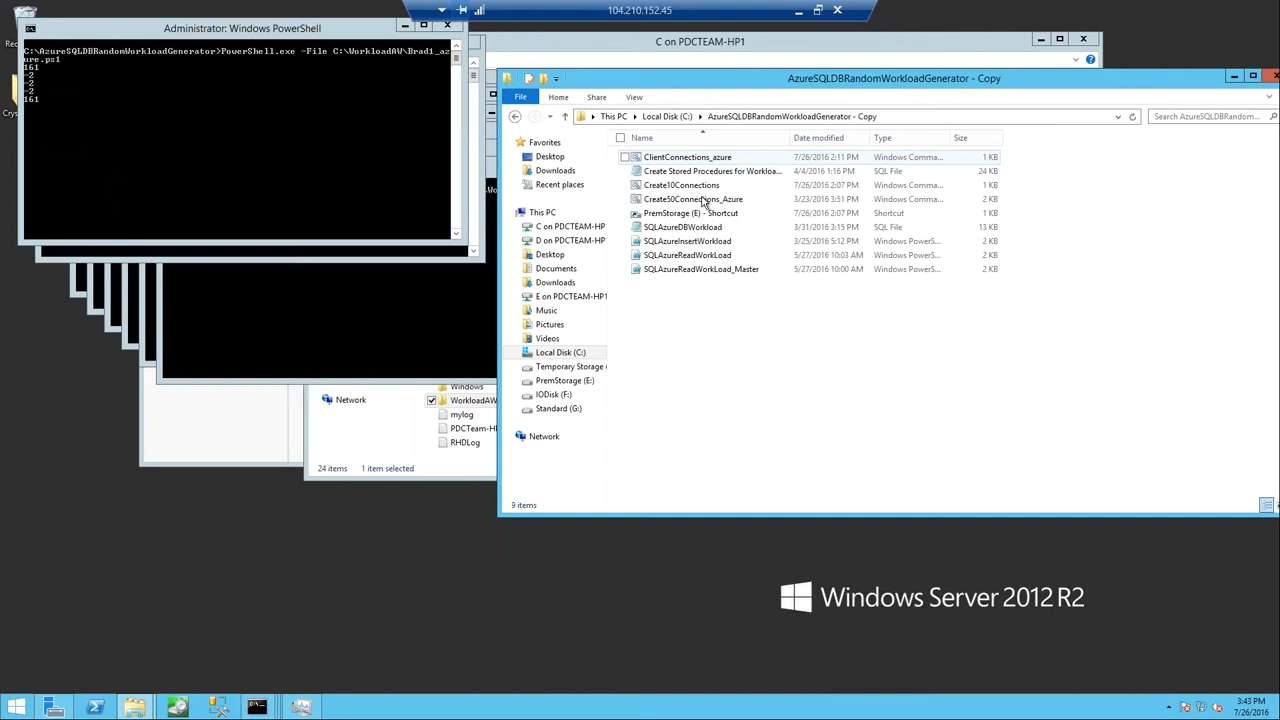 104.210.152.45
Administrator: Windows PowerShell
C:\AzureSQLDBRandomWorkloadGenerator>PowerShell.exe -File C:\WorkloadAW\Brad1_az
ure.ps1
161
-2
-2
-2
161
C on PDCTEAM-HP1
AzureSQLDBRandomWorkloadGenerator - Copy
File Home Share View
This PC Local Disk (C:) AzureSQLDBRandomWorkloadGenerator - Copy
Search AzureSQLDBRandom...
Name Date modified Type Size
Favorites
Desktop
Downloads
Recent places
This PC
C on PDCTEAM-HP
D on PDCTEAM-HP
Desktop
Documents
Downloads
E on PDCTEAM-HP1
Music
Pictures
Videos
Local Disk (C:)
Temporary Storage
PremStorage (E:)
IODisk (F:)
Standard (G:)
Network
ClientConnections_azure 7/26/2016 2:11 PM Windows Comma... 1 KB
Create Stored Procedures for Workloa... 4/4/2016 1:16 PM SQL File 24 KB
Create10Connections 7/26/2016 2:07 PM Windows Comma... 1 KB
Create50Connections_Azure 3/23/2016 3:51 PM Windows Comma... 1 KB
PremStorage (E) - Shortcut 7/26/2016 2:07 PM Shortcut 1 KB
SQLAzureDBWorkload 3/31/2016 3:15 PM SQL File 13 KB
SQLAzureInsertWorkload 3/25/2016 5:12 PM Windows PowerS... 2 KB
SQLAzureReadWorkLoad 5/27/2016 10:03 AM Windows PowerS... 2 KB
SQLAzureReadWorkLoad_Master 5/27/2016 10:00 AM Windows PowerS... 2 KB
9 items
Windows
Network
WorkloadAW
mylog
PDCTeam-H
RHDLog
24 items 1 item selected
Windows Server 2012 R2
3:43 PM
7/26/2016